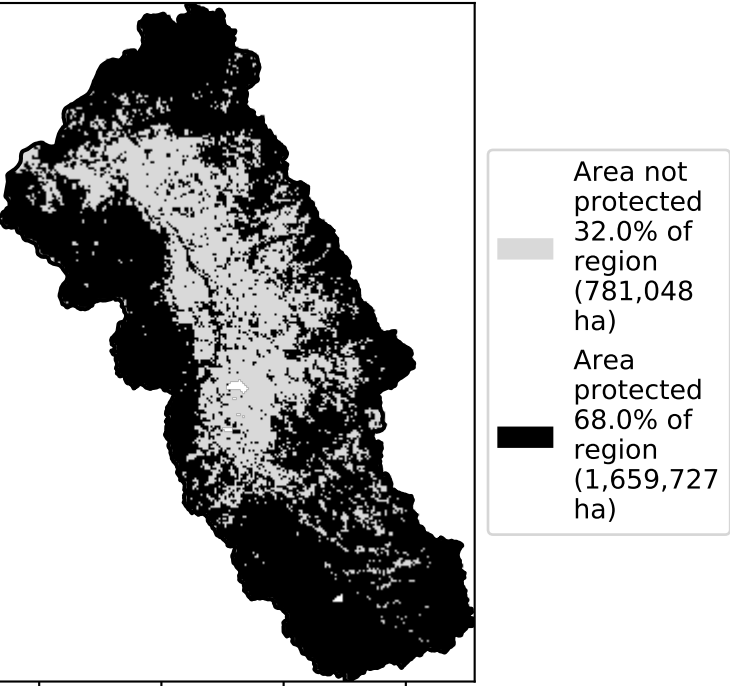 Area not
protected
32.0% of
region
(781,048
ha)
Area
protected
68.0% of
region
(1,659,727
ha)